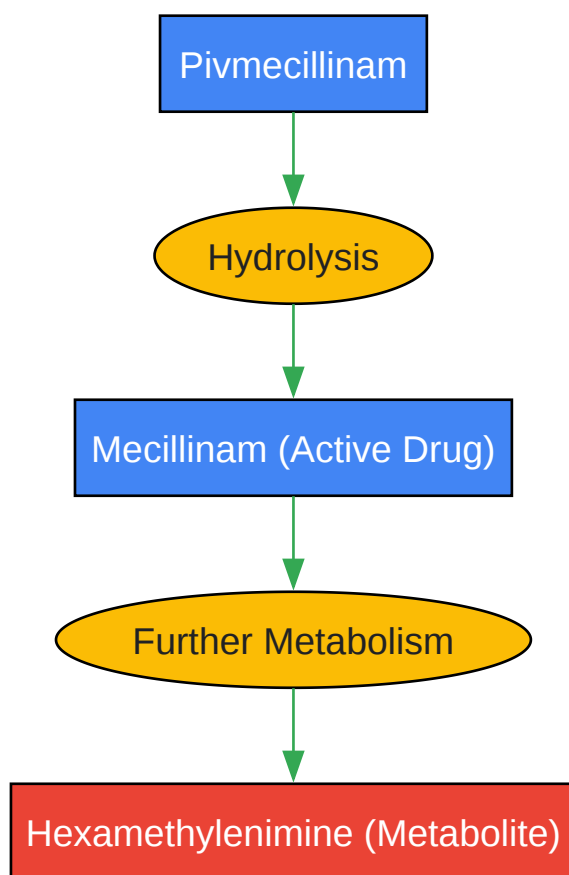 Pivmecillinam
Hydrolysis
Mecillinam (Active Drug)
Further Metabolism
Hexamethylenimine (Metabolite)